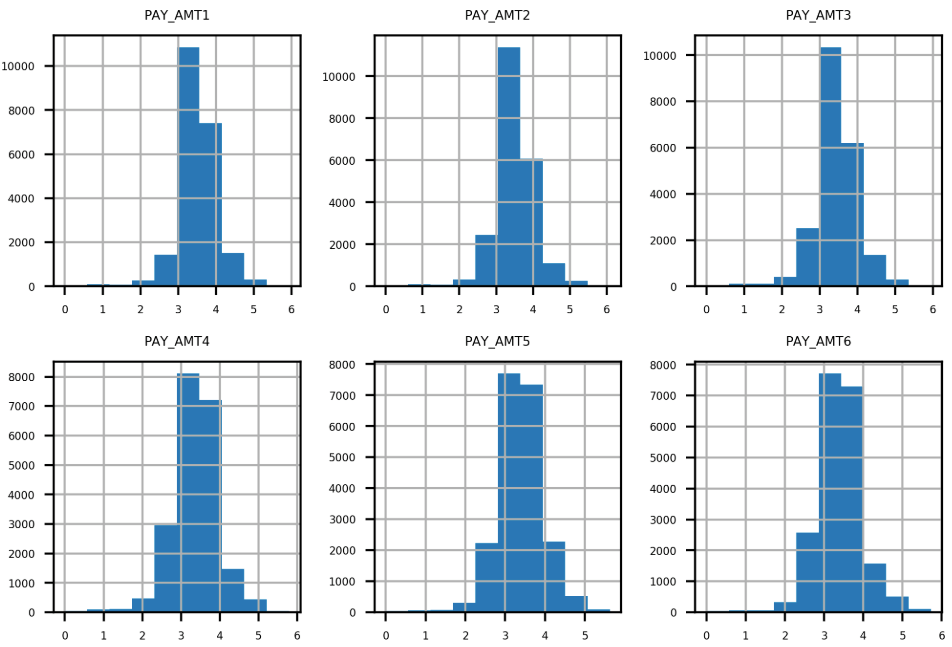 PAY_AMT1 PAY_AMT2 PAY_AMT3
10000 10000 10000
8000 8000 8000
6000 6000 6000
4000 4000 4000
2000 2000 2000
0 0 0
0 1 2 3 4 5 6 0 1 2 3 4 5 6 0 1 2 3 4 5 6
PAY_AMT4 PAY_AMT5 PAY_AMT6
8000 8000 8000
7000 7000 7000
6000 6000 6000
5000 5000 5000
4000 4000 4000
3000 3000 3000
2000 2000 2000
1000 1000 1000
0 0 0
0 1 2 3 4 5 6 0 1 2 3 4 5 0 1 2 3 4 5 6